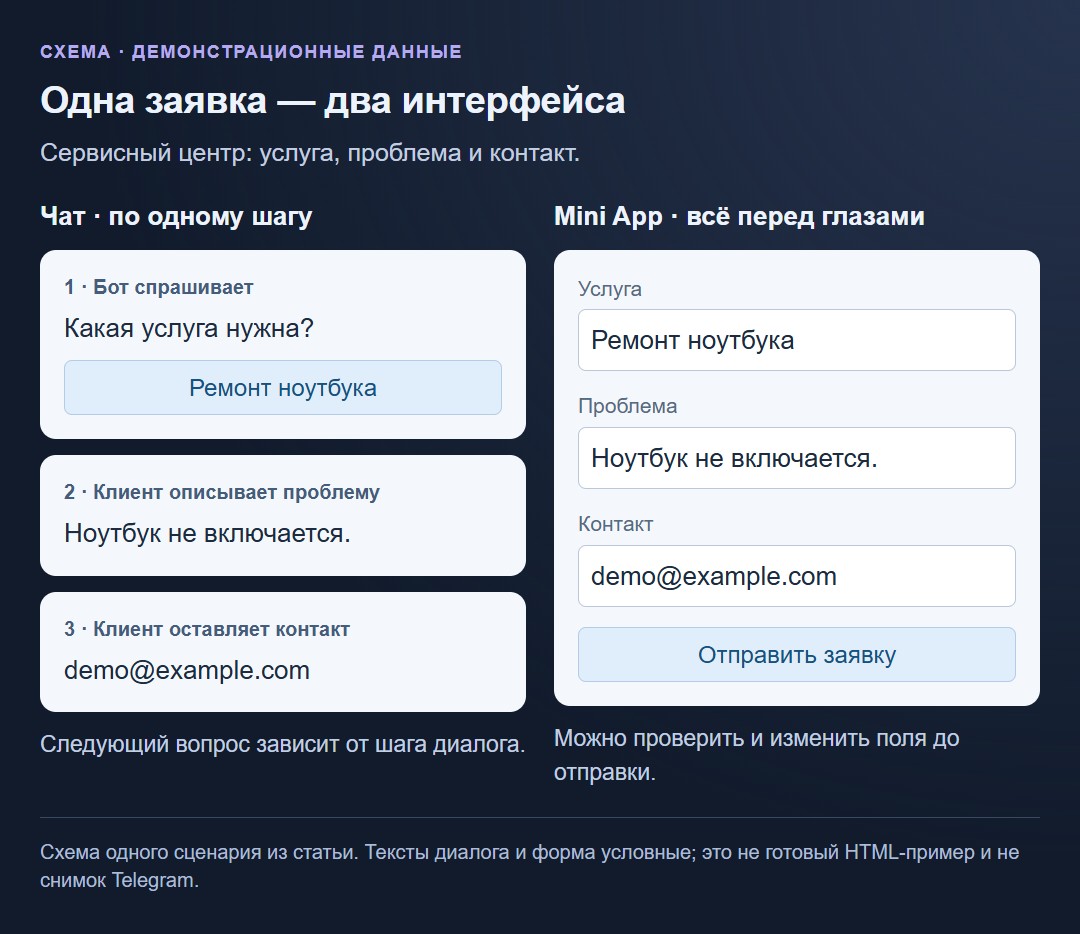 СХЕМА · ДЕМОНСТРАЦИОННЫЕ ДАННЫЕ
Одна заявка — два интерфейса
Сервисный центр: услуга, проблема и контакт.
Чат · по одному шагу
1 · Бот спрашивает
Какая услуга нужна?
Ремонт ноутбука
2 · Клиент описывает проблему
Ноутбук не включается.
3 · Клиент оставляет контакт
demo@example.com
Следующий вопрос зависит от шага диалога.
Mini App · всё перед глазами
Услуга
Ремонт ноутбука
Проблема
Ноутбук не включается.
Контакт
demo@example.com
Отправить заявку
Можно проверить и изменить поля до
отправки.
Схема одного сценария из статьи. Тексты диалога и форма условные; это не готовый HTML-пример и не
снимок Telegram.